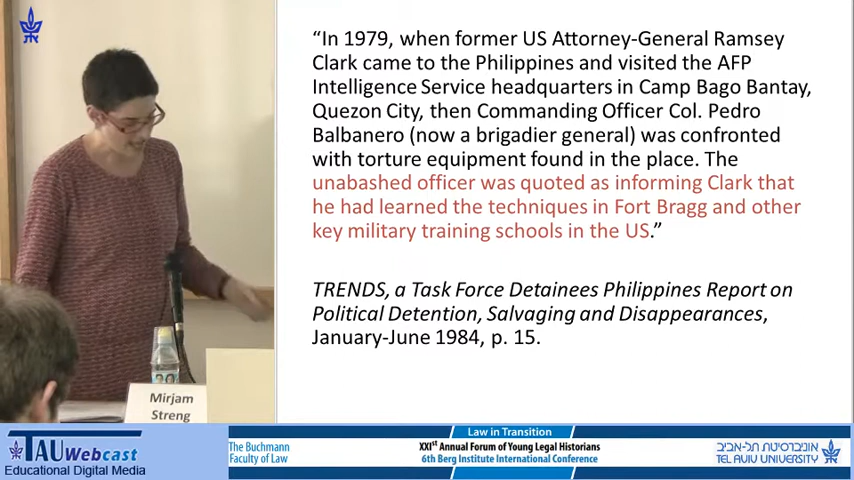 “In 1979, when former US Attorney-General Ramsey
Clark came to the Philippines and visited the AFP
Intelligence Service headquarters in Camp Bago Bantay,
Quezon City, then Commanding Officer Col. Pedro
Balbanero (now a brigadier general) was confronted
with torture equipment found in the place. The
unabashed officer was quoted as informing Clark that
he had learned the techniques in Fort Bragg and other
key military training schools in the US.”
TRENDS, a Task Force Detainees Philippines Report on
Political Detention, Salvaging and Disappearances,
January-June 1984, p. 15.
Mirjam
Streng
TAU Webcast
Educational Digital Media
The Buchmann
Faculty of Law
Law in Transition
XXIst Annual Forum of Young Legal Historians
6th Berg Institute International Conference
אוניברסיטת תל-אביב
TEL AVIV UNIVERSITY